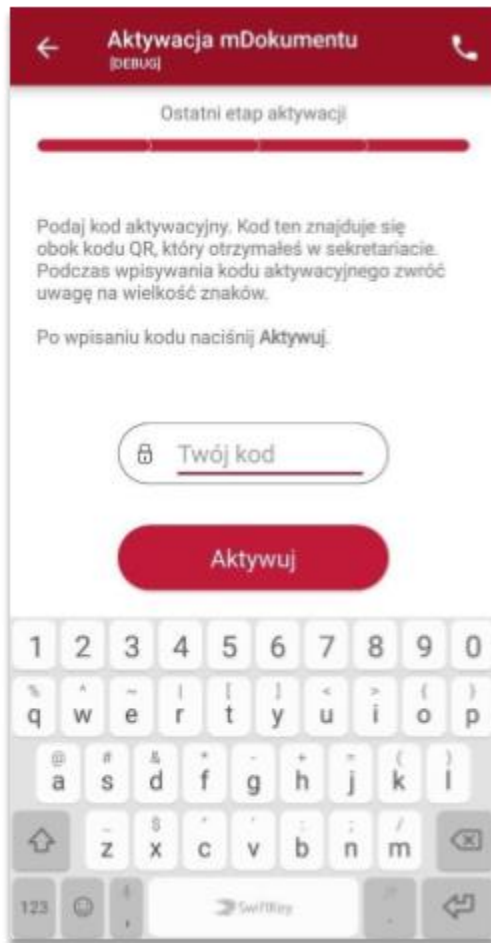 Aktywacja mDokumentu
[DEBUG]
Ostatni etap aktywacji
Podaj kod aktywacyjny. Kod ten znajduje się
obok kodu QR, który otrzymałeś w sekretariacie.
Podczas wpisywania kodu aktywacyjnego zwróć
uwagę na wielkość znaków.
Po wpisaniu kodu naciśnij Aktywuj.
Twój kod
Aktywuj
1 2 3 4 5 6 7 8 9 0
q w e r t y u i o p
@ # & * - + = ( )
a s d f g h j k l
z x c v b n m
123 , SwiftKey .